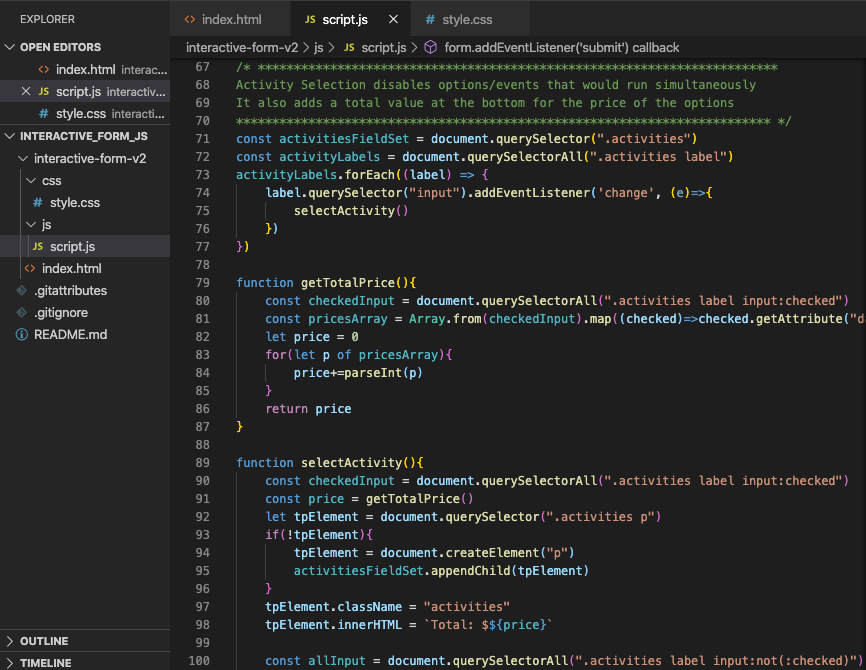 EXPLORER
OPEN EDITORS
index.html interac...
script.js interactiv...
style.css interacti...
INTERACTIVE_FORM_JS
interactive-form-v2
css
style.css
js
script.js
index.html
.gitattributes
.gitignore
README.md
OUTLINE
TIMELINE
index.html
JS script.js
# style.css
interactive-form-v2 > js > JS script.js > form.addEventListener('submit') callback
67 /* ************************************************************************
68 Activity Selection disables options/events that would run simultaneously
69 It also adds a total value at the bottom for the price of the options
70 ************************************************************************** */
71 const activitiesFieldSet = document.querySelector(".activities")
72 const activityLabels = document.querySelectorAll(".activities label")
73 activityLabels.forEach((label) => {
74 label.querySelector("input").addEventListener('change', (e)=>{
75 selectActivity()
76 })
77 })
78
79 function getTotalPrice(){
80 const checkedInput = document.querySelectorAll(".activities label input:checked")
81 const pricesArray = Array.from(checkedInput).map((checked)=>checked.getAttribute("d
82 let price = 0
83 for(let p of pricesArray){
84 price+=parseInt(p)
85 }
86 return price
87 }
88
89 function selectActivity(){
90 const checkedInput = document.querySelectorAll(".activities label input:checked")
91 const price = getTotalPrice()
92 let tpElement = document.querySelector(".activities p")
93 if(!tpElement){
94 tpElement = document.createElement("p")
95 activitiesFieldSet.appendChild(tpElement)
96 }
97 tpElement.className = "activities"
98 tpElement.innerHTML = `Total: $${price}`
99
100 const allInput = document.querySelectorAll(".activities label input:not(:checked)")